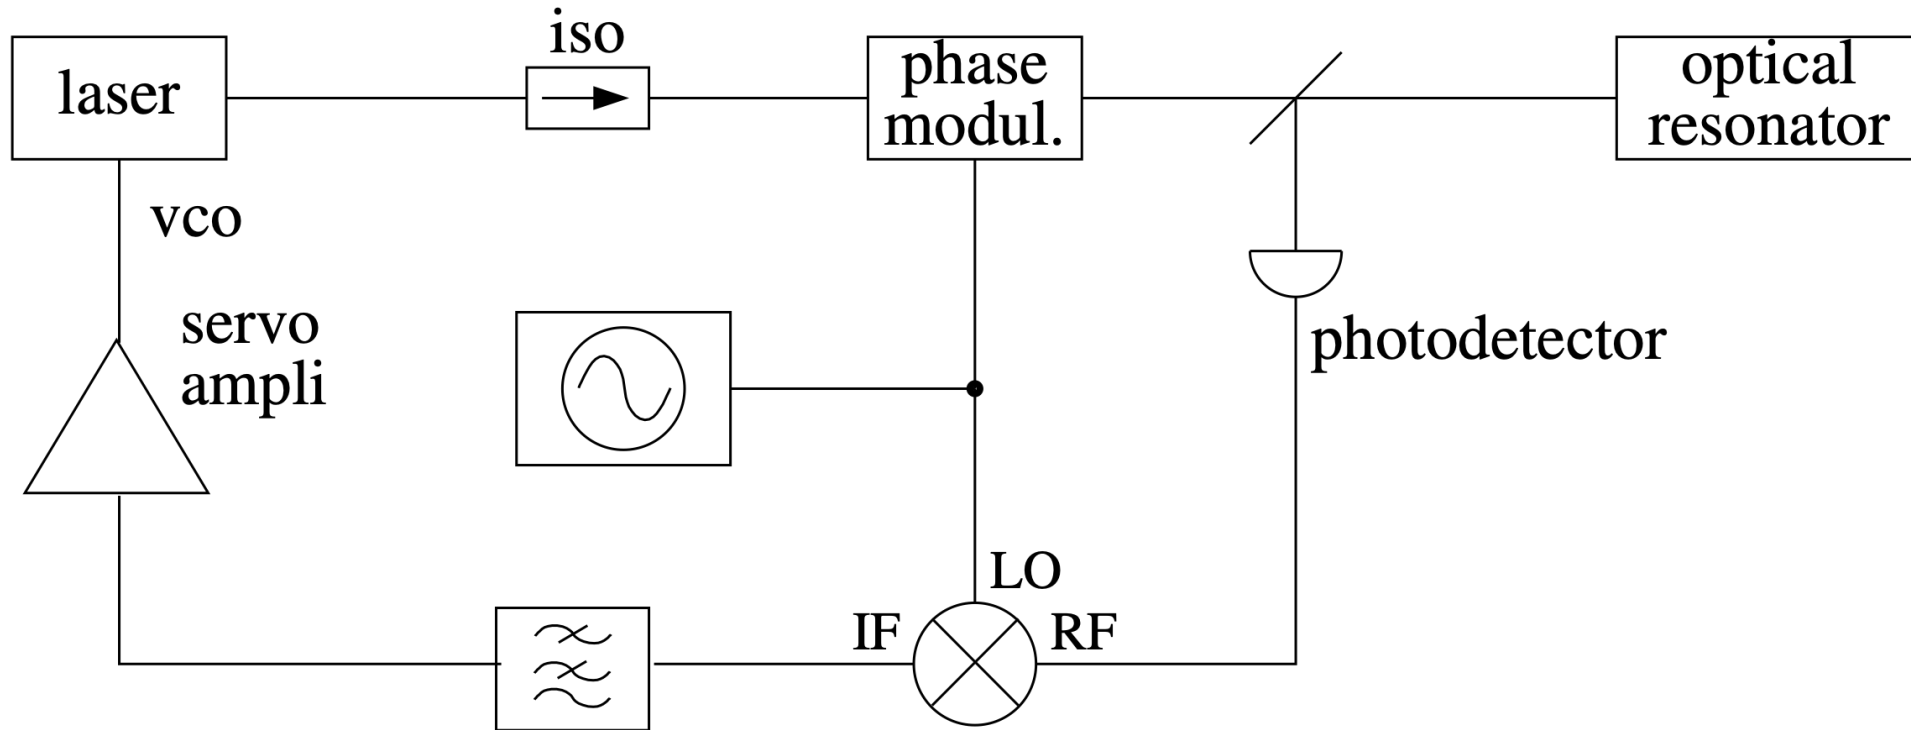 iso
laser
phase
modul.
optical
resonator
vco
servo
ampli
photodetector
LO
IF
RF